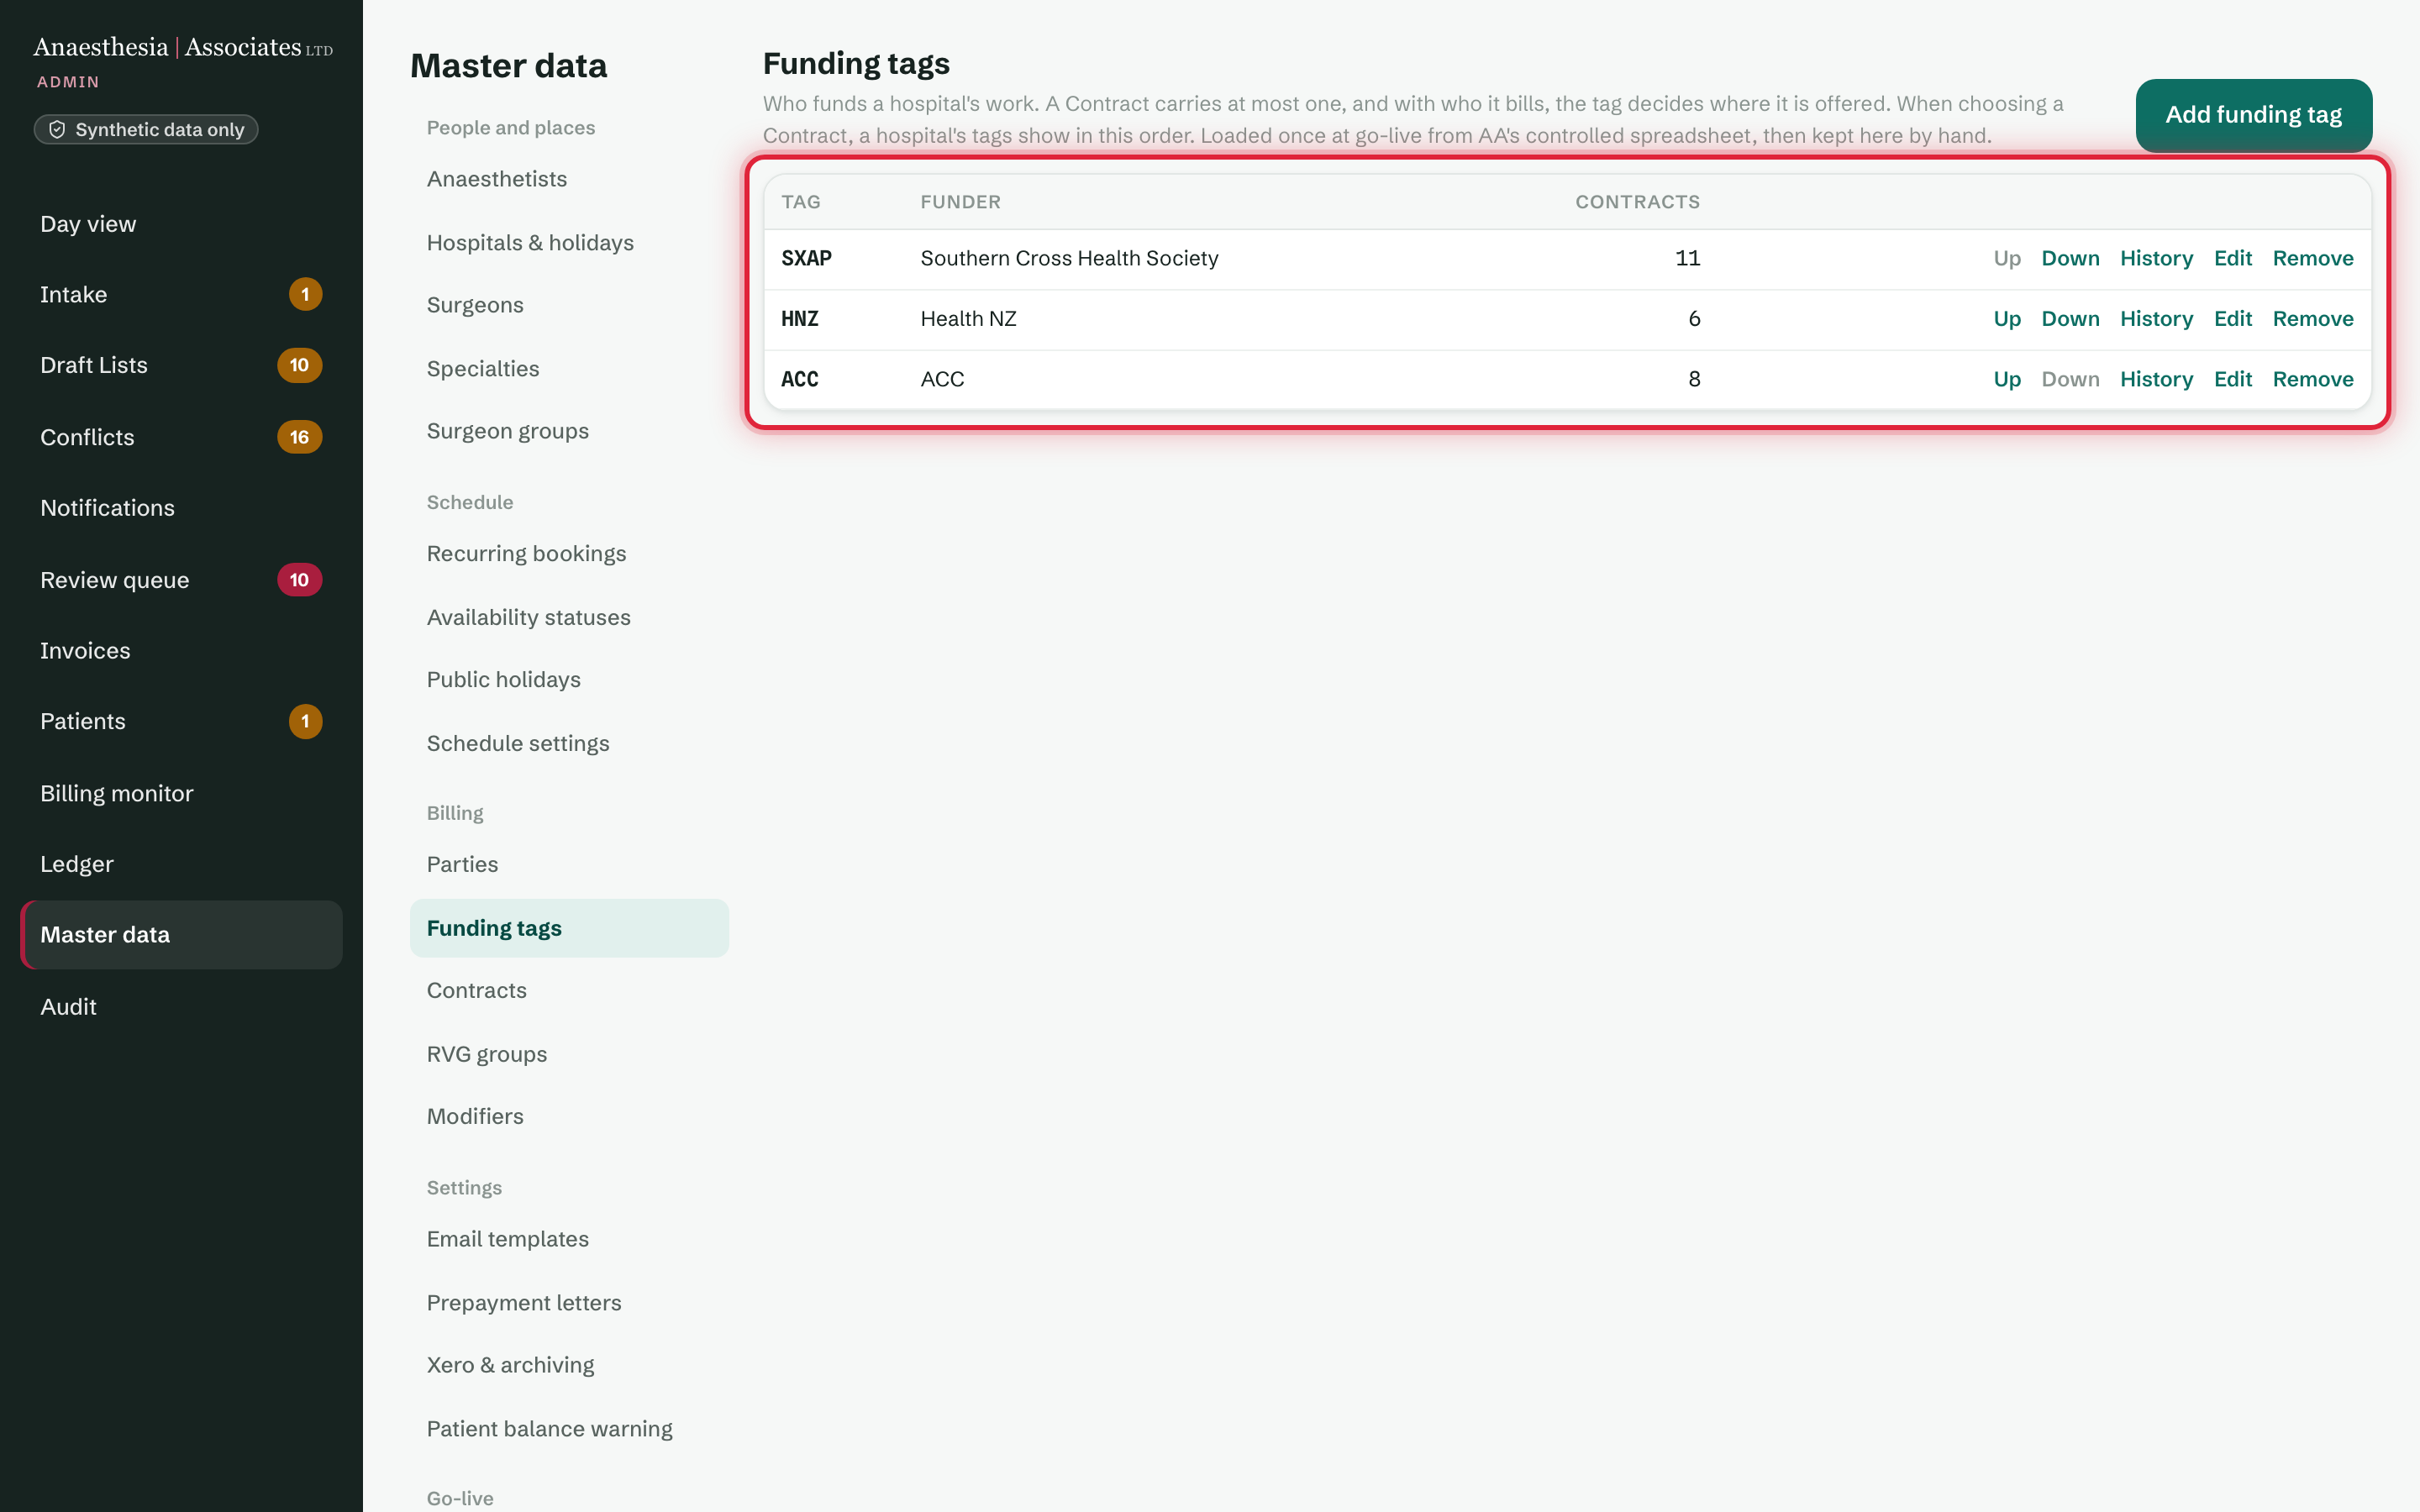 Anaesthesia | Associates LTD
ADMIN
Synthetic data only
Day view
Intake 1
Draft Lists 10
Conflicts 16
Notifications
Review queue 10
Invoices
Patients 1
Billing monitor
Ledger
Master data
Audit
Master data
People and places
Anaesthetists
Hospitals & holidays
Surgeons
Specialties
Surgeon groups
Schedule
Recurring bookings
Availability statuses
Public holidays
Schedule settings
Billing
Parties
Funding tags
Contracts
RVG groups
Modifiers
Settings
Email templates
Prepayment letters
Xero & archiving
Patient balance warning
Go-live
Funding tags
Who funds a hospital's work. A Contract carries at most one, and with who it bills, the tag decides where it is offered. When choosing a
Contract, a hospital's tags show in this order. Loaded once at go-live from AA's controlled spreadsheet, then kept here by hand.
Add funding tag
TAG FUNDER CONTRACTS
SXAP Southern Cross Health Society 11 Up Down History Edit Remove
HNZ Health NZ 6 Up Down History Edit Remove
ACC ACC 8 Up Down History Edit Remove